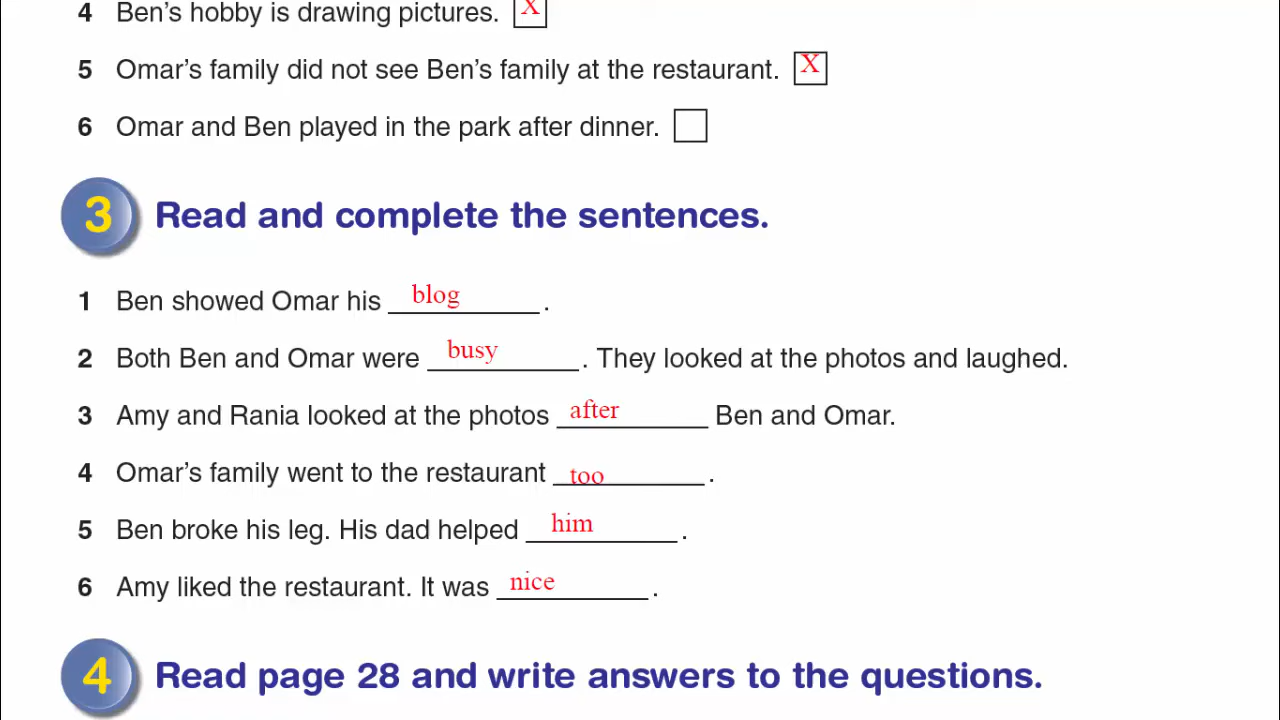 4 Ben's hobby is drawing pictures. X
5 Omar's family did not see Ben's family at the restaurant. X
6 Omar and Ben played in the park after dinner.
3 Read and complete the sentences.
1 Ben showed Omar his blog.
2 Both Ben and Omar were busy. They looked at the photos and laughed.
3 Amy and Rania looked at the photos after Ben and Omar.
4 Omar's family went to the restaurant too.
5 Ben broke his leg. His dad helped him.
6 Amy liked the restaurant. It was nice.
4 Read page 28 and write answers to the questions.